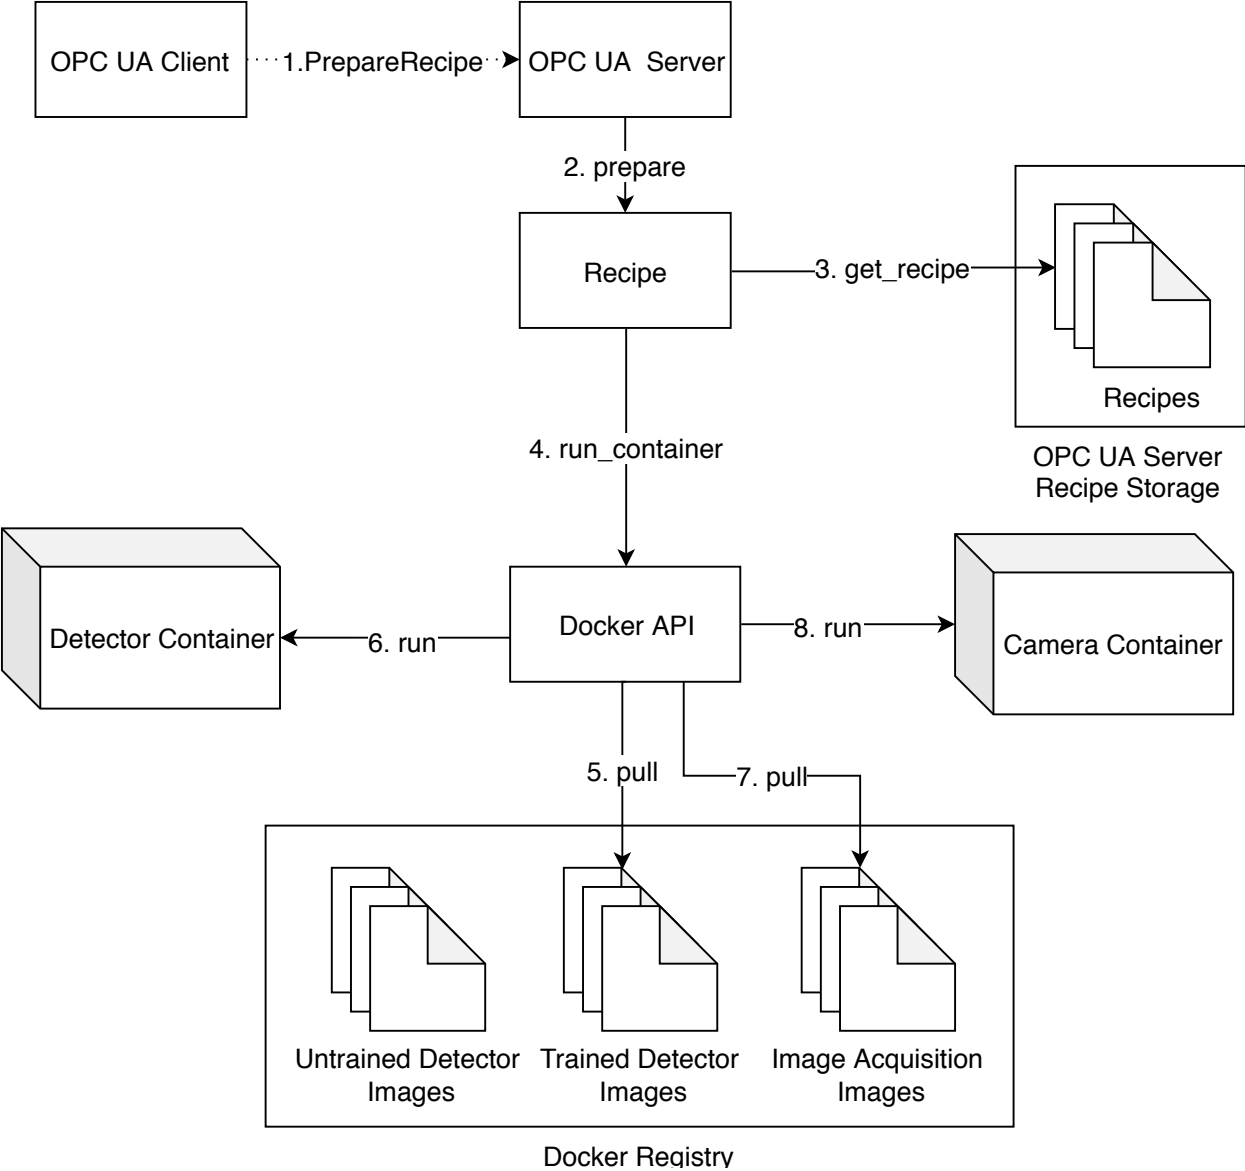 OPC UA Client
1.PrepareRecipe
OPC UA Server
2. prepare
Recipe
3. get_recipe
Recipes
OPC UA Server
Recipe Storage
4. run_container
Detector Container
6. run
Docker API
8. run
Camera Container
5. pull
7. pull
Untrained Detector
Images
Trained Detector
Images
Image Acquisition
Images
Docker Registry